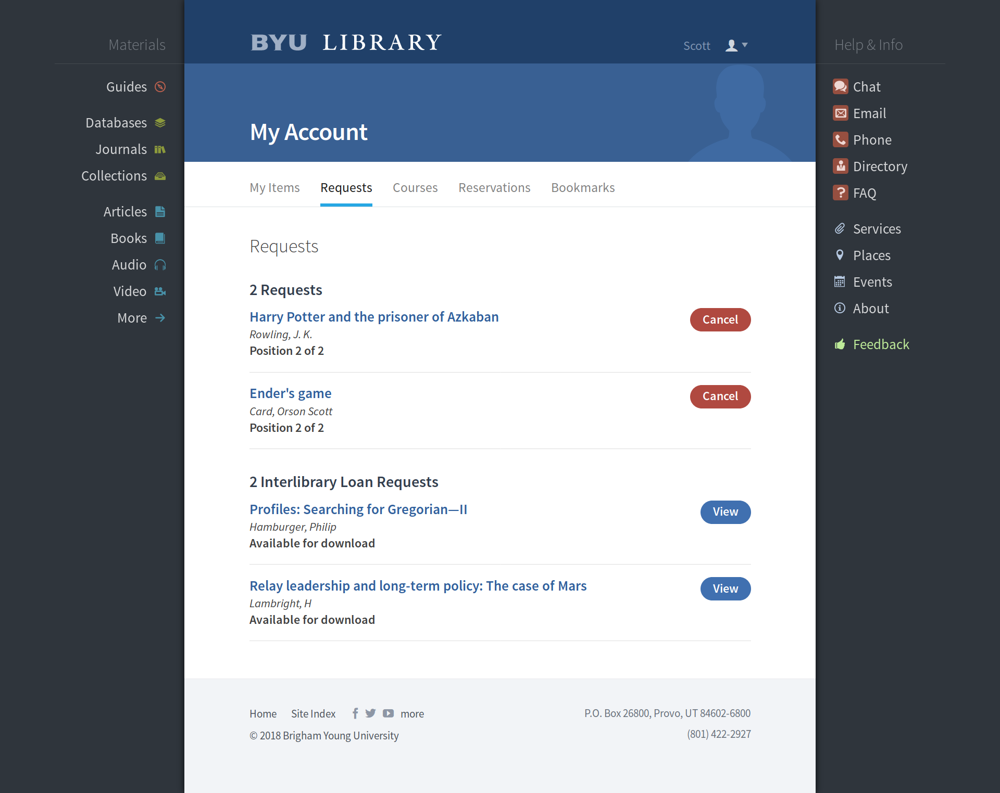 Materials
Guides
Databases
Journals
Collections
Articles
Books
Audio
Video
More
BYU LIBRARY
Scott
My Account
My Items Requests Courses Reservations Bookmarks
Requests
2 Requests
Harry Potter and the prisoner of Azkaban
Cancel
Rowling, J. K.
Position 2 of 2
Ender's game
Cancel
Card, Orson Scott
Position 2 of 2
2 Interlibrary Loan Requests
Profiles: Searching for Gregorian—II
View
Hamburger, Philip
Available for download
Relay leadership and long-term policy: The case of Mars
View
Lambright, H
Available for download
Home Site Index more
© 2018 Brigham Young University
P.O. Box 26800, Provo, UT 84602-6800
(801) 422-2927
Help & Info
Chat
Email
Phone
Directory
FAQ
Services
Places
Events
About
Feedback